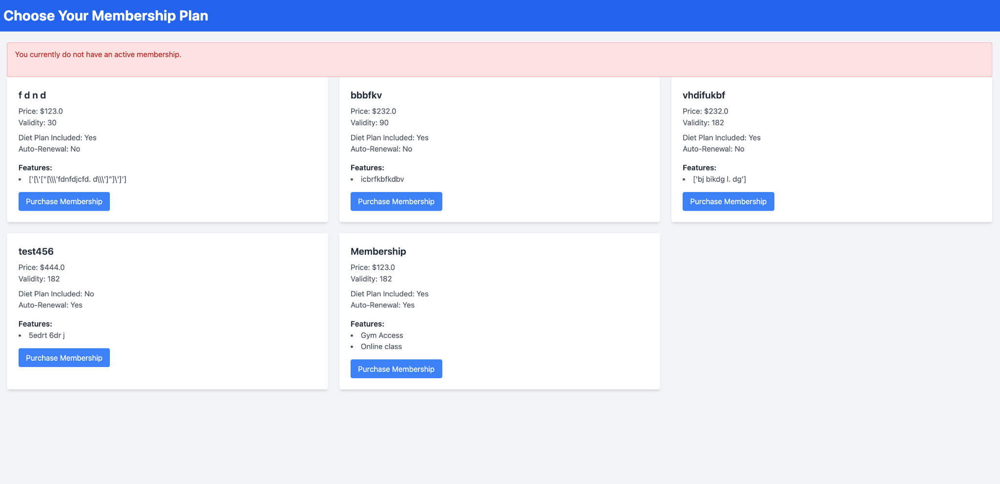 Choose Your Membership Plan
You currently do not have an active membership.
f d n d
Price: $123.0
Validity: 30
Diet Plan Included: Yes
Auto-Renewal: No
Features:
• ['[\'["[\\\'fdnfdjcfd. d\\\']"]\']']
Purchase Membership
bbbfkv
Price: $232.0
Validity: 90
Diet Plan Included: Yes
Auto-Renewal: No
Features:
• icbrfkbfkdbv
Purchase Membership
vhdifukbf
Price: $232.0
Validity: 182
Diet Plan Included: Yes
Auto-Renewal: No
Features:
• ['bj bikdg l. dg']
Purchase Membership
test456
Price: $444.0
Validity: 182
Diet Plan Included: No
Auto-Renewal: Yes
Features:
• 5edrt 6dr j
Purchase Membership
Membership
Price: $123.0
Validity: 182
Diet Plan Included: Yes
Auto-Renewal: Yes
Features:
• Gym Access
• Online class
Purchase Membership